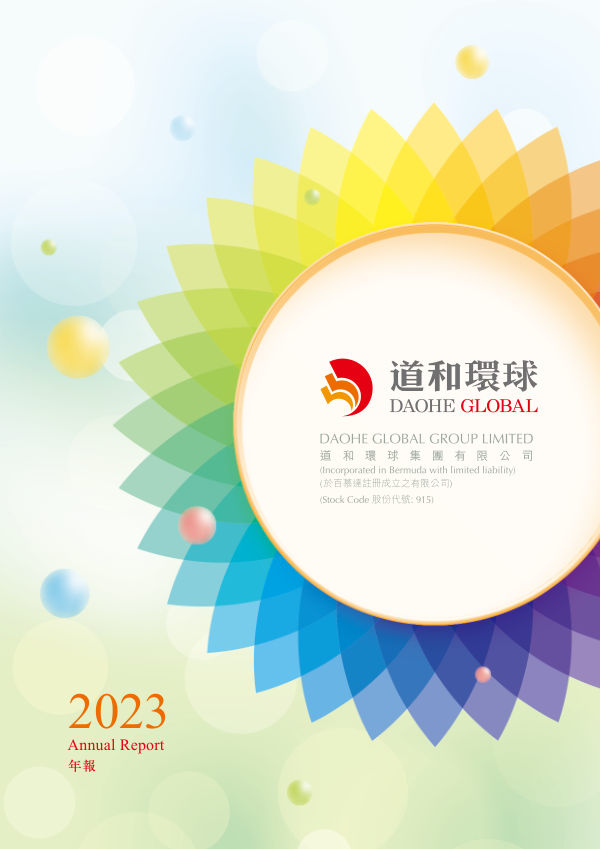 道和環球
DAOHE GLOBAL
DAOHE GLOBAL GROUP LIMITED
道和環球集團有限公司
(Incorporated in Bermuda with limited liability)
(於百慕達註冊成立之有限公司)
(Stock Code 股份代號: 915)
2023
Annual Report
年報